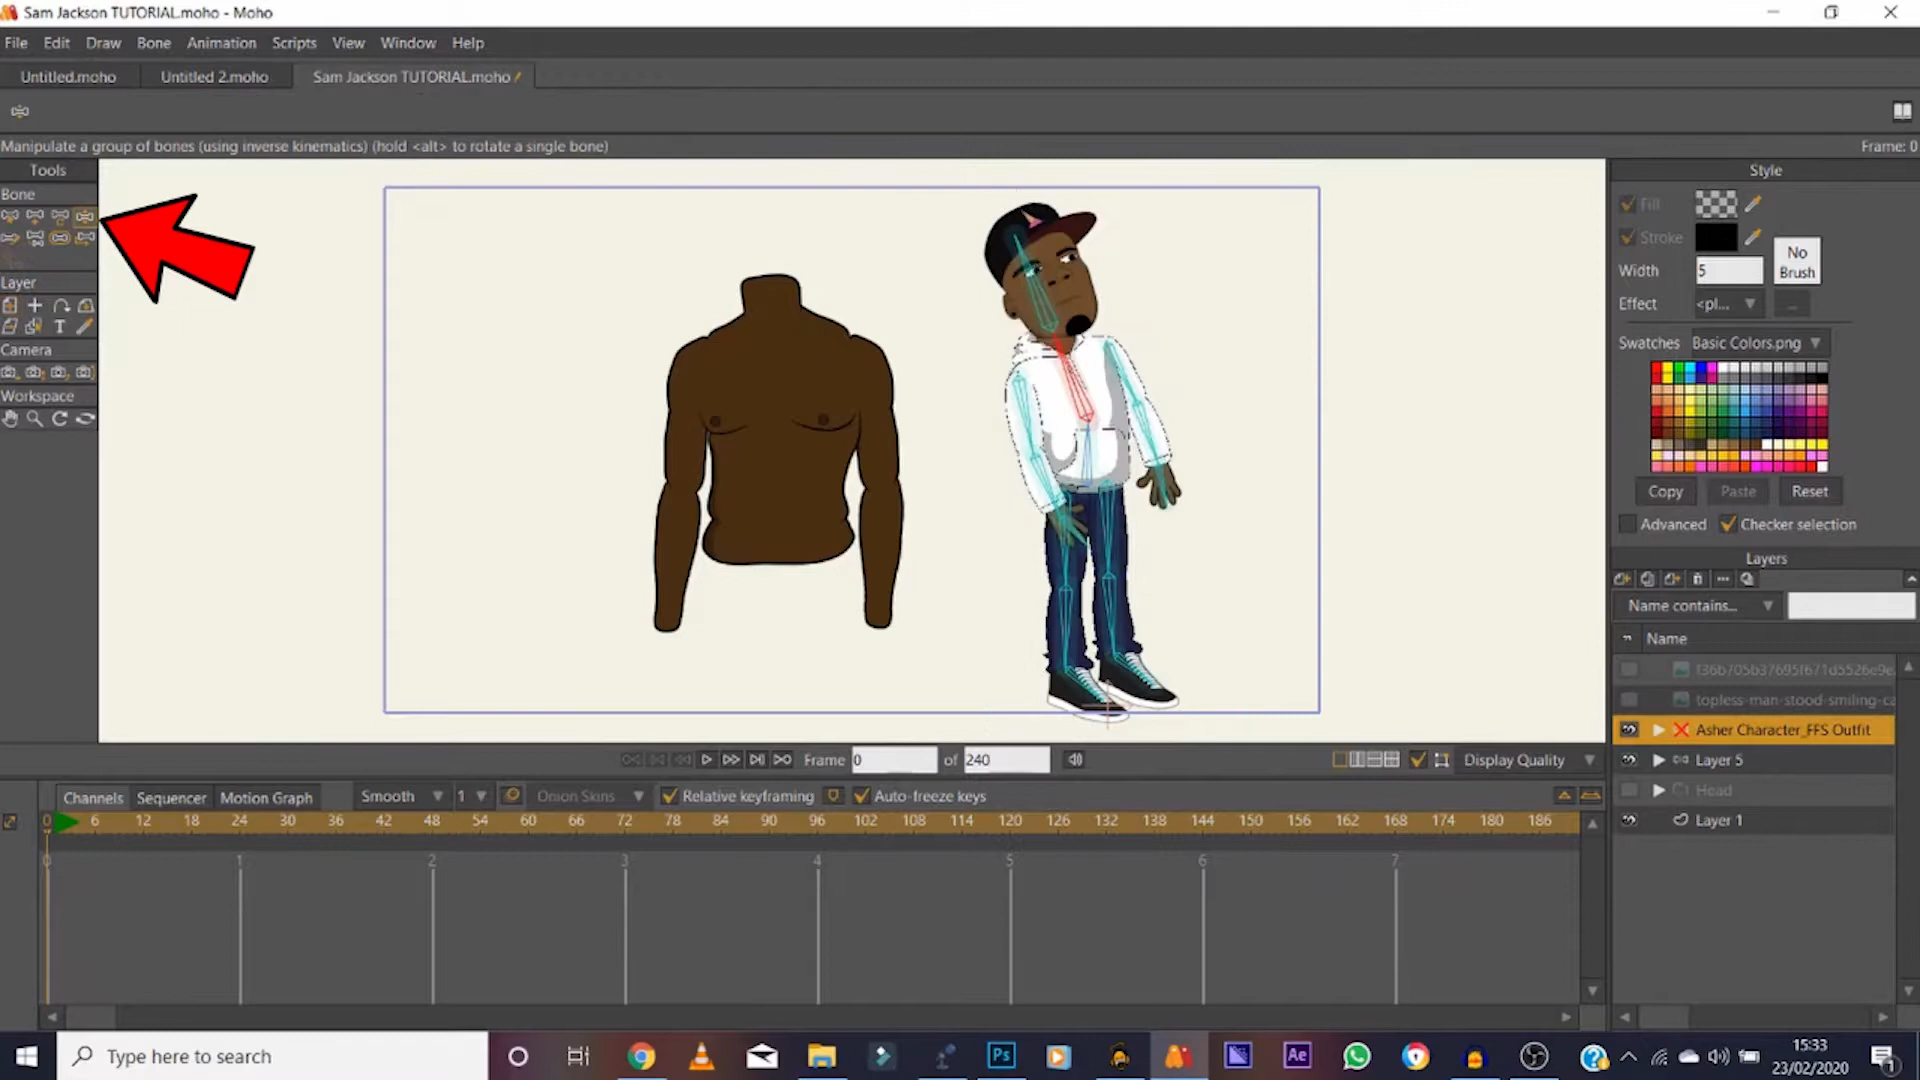 Sam Jackson TUTORIAL.moho - Moho
File Edit Draw Bone Animation Scripts View Window Help
Untitled.moho Untitled 2.moho Sam Jackson TUTORIAL.moho
Manipulate a group of bones (using inverse kinematics) (hold <alt> to rotate a single bone) Frame: 0
Tools Style
Bone
Fill
Stroke
No
Brush
Width 5
Layer
Effect <pl...
Swatches Basic Colors.png
Camera
Workspace
Copy Paste Reset
Advanced Checker selection
Layers
Name contains...
Name
f36b705b37695f671d5526e9e
topless-man-stood-smiling-ca
Asher Character_FFS Outfit
Layer 5
Head
Layer 1
Frame 0 of 240 Display Quality
Channels Sequencer Motion Graph Smooth 1 Onion Skins Relative keyframing Auto-freeze keys
0 6 12 18 24 30 36 42 48 54 60 66 72 78 84 90 96 102 108 114 120 126 132 138 144 150 156 162 168 174 180 186
0 1 2 3 4 5 6 7
Type here to search
Ps
Ae
15:33
23/02/2020
1